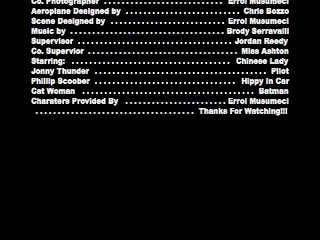 Co. Photographer ............................ Errol Musumeci
Aeroplane Designed by .......................... Chris Bozzo
Scene Designed by .......................... Errol Musumeci
Music by .................................... Brody Serravalli
Supervisor ................................... Jordan Reedy
Co. Supervior .................................. Miss Ashton
Starring: .................................... Chinese Lady
Jonny Thunder ....................................... Pilot
Phillip Scoober .......................... Hippy in Car
Cat Woman ....................................... Batman
Charaters Provided By ....................... Errol Musumeci
.................................... Thanks For Watching!!!